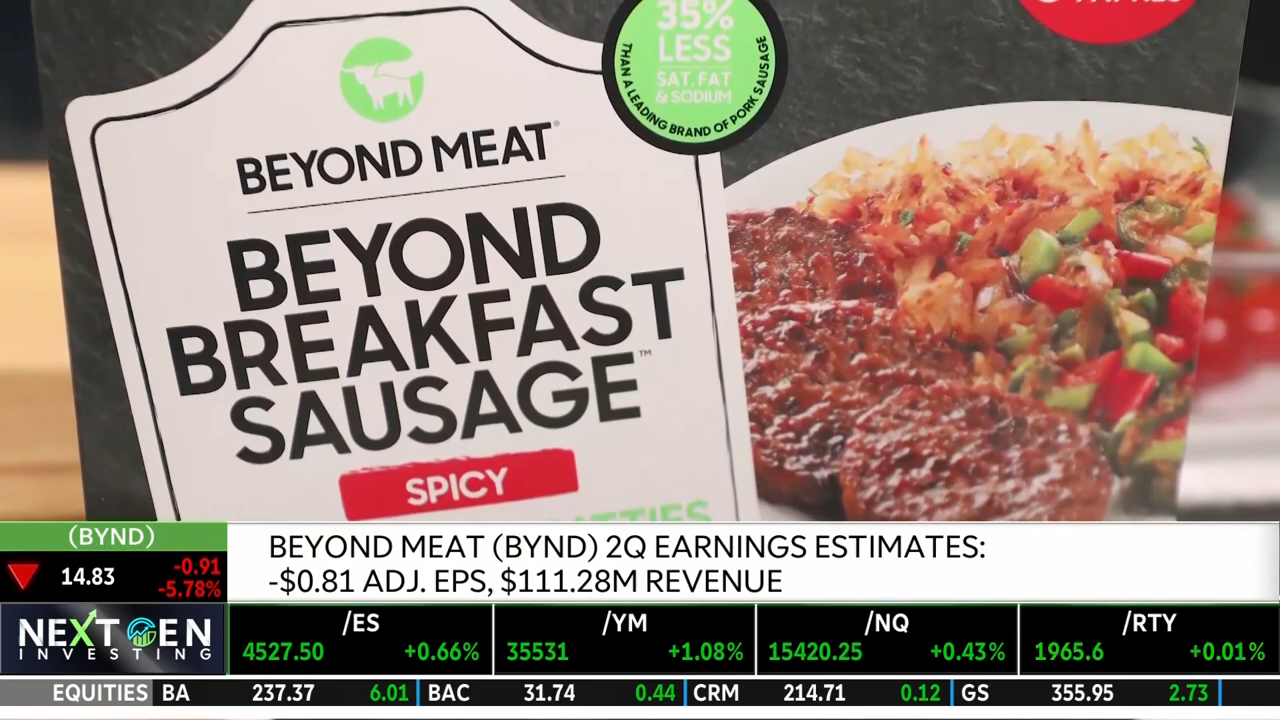 35%
LESS
SAT. FAT
& SODIUM
THAN A LEADING BRAND OF PORK SAUSAGE
BEYOND MEAT®
BEYOND
BREAKFAST
SAUSAGE™
SPICY
(BYND)
14.83 -0.91
-5.78%
BEYOND MEAT (BYND) 2Q EARNINGS ESTIMATES:
-$0.81 ADJ. EPS, $111.28M REVENUE
NEXT GEN
INVESTING
/ES
4527.50 +0.66%
/YM
35531 +1.08%
/NQ
15420.25 +0.43%
/RTY
1965.6 +0.01%
EQUITIES BA 237.37 6.01 BAC 31.74 0.44 CRM 214.71 0.12 GS 355.95 2.73